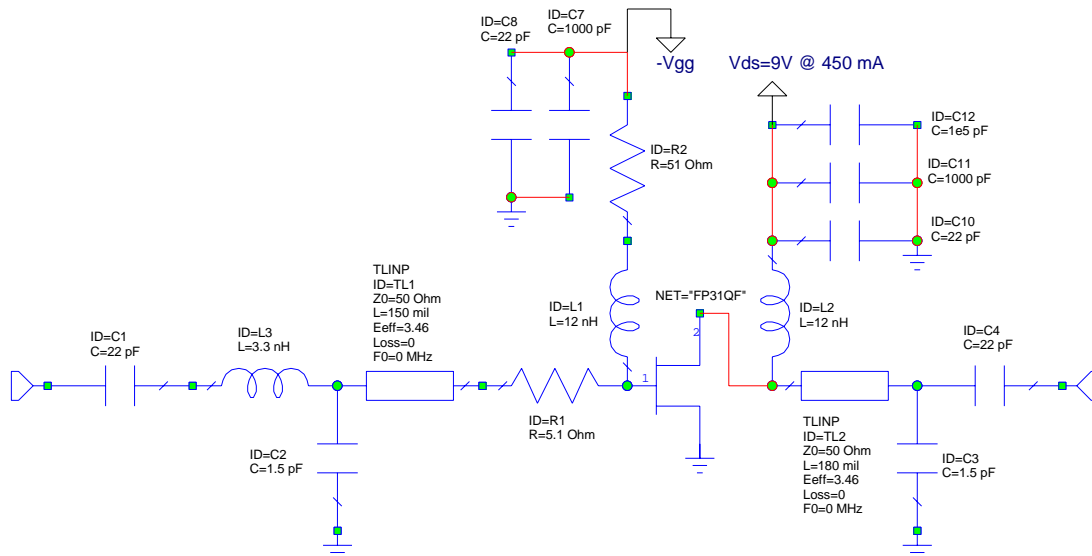 ID=C8
C=22 pF
ID=C7
C=1000 pF
-Vgg
Vds=9V @ 450 mA
ID=R2
R=51 Ohm
ID=C12
C=1e5 pF
ID=C11
C=1000 pF
ID=C10
C=22 pF
TLINP
ID=TL1
Z0=50 Ohm
L=150 mil
Eeff=3.46
Loss=0
F0=0 MHz
ID=L1
L=12 nH
NET="FP31QF"
ID=L2
L=12 nH
ID=C1
C=22 pF
ID=L3
L=3.3 nH
2
1
ID=C4
C=22 pF
ID=R1
R=5.1 Ohm
ID=C2
C=1.5 pF
TLINP
ID=TL2
Z0=50 Ohm
L=180 mil
Eeff=3.46
Loss=0
F0=0 MHz
ID=C3
C=1.5 pF